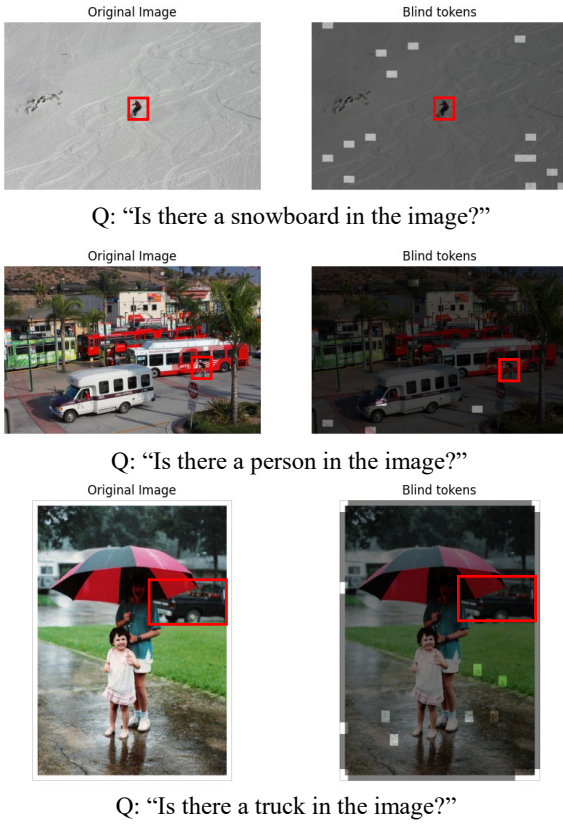 Original Image Blind tokens
Q: “Is there a snowboard in the image?”
Original Image Blind tokens
Q: “Is there a person in the image?”
Original Image Blind tokens
Q: “Is there a truck in the image?”